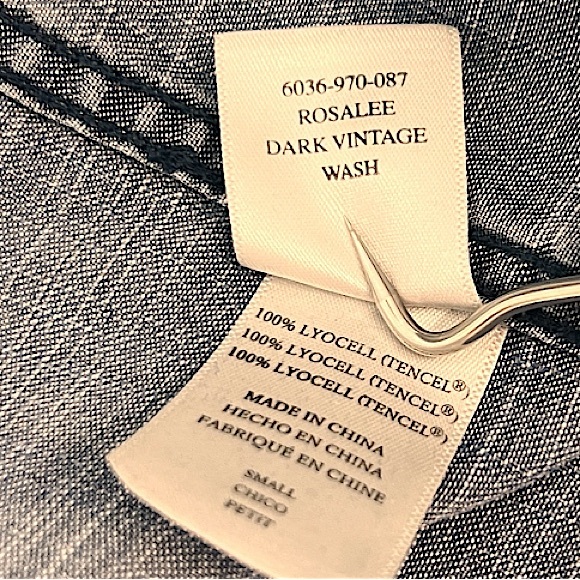 6036-970-087
ROSALEE
DARK VINTAGE
WASH
100% LYOCELL (TENCEL®)
100% LYOCELL (TENCEL®)
100% LYOCELL (TENCEL®)
MADE IN CHINA
HECHO EN CHINA
FABRIQUÉ EN CHINE
SMALL
CHICO
PETIT